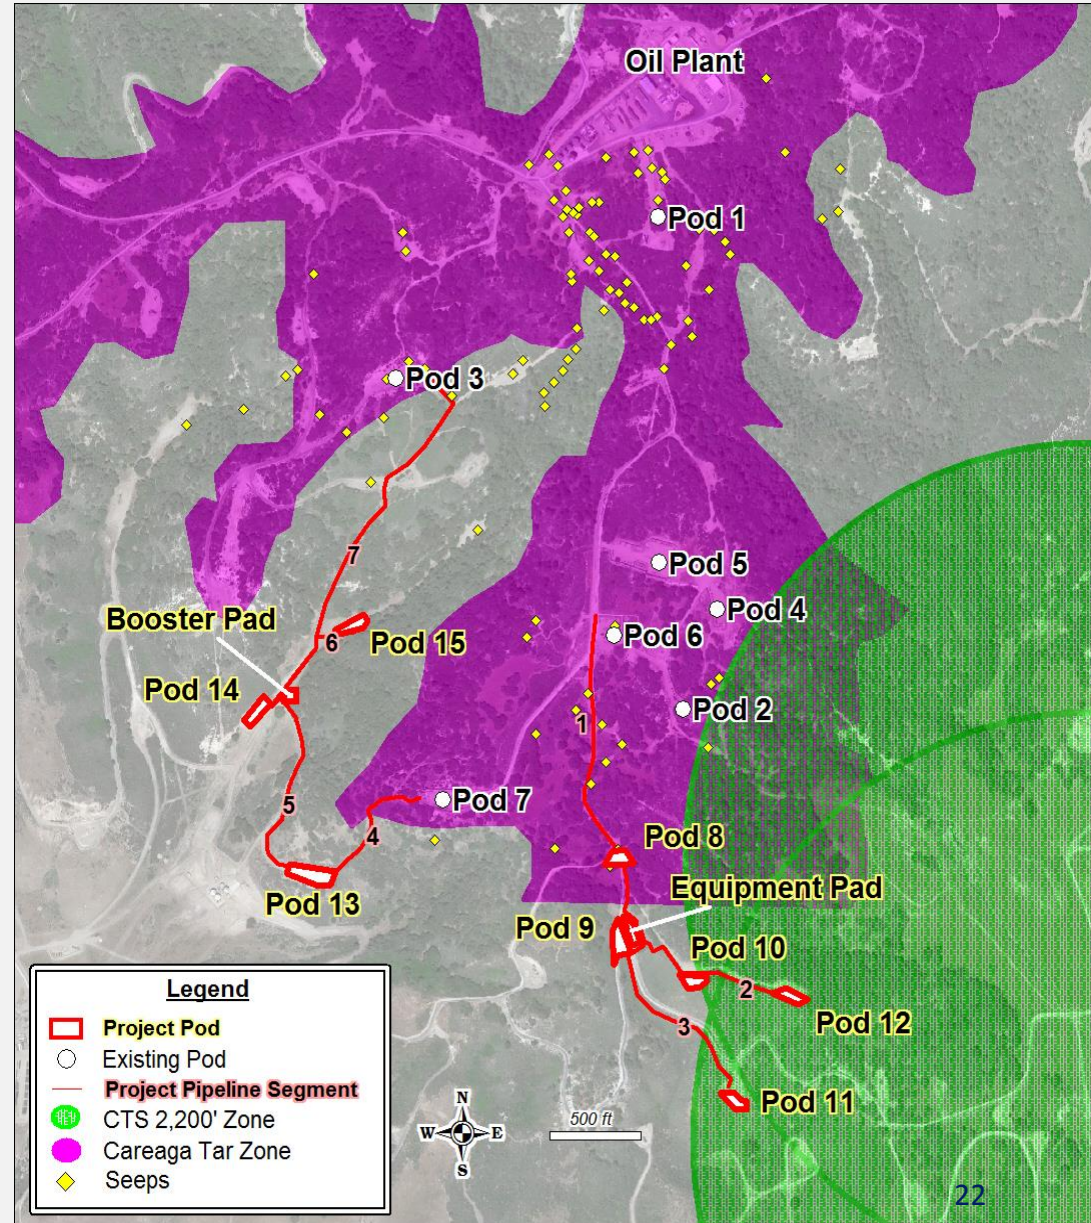 Oil Plant
Pod 1
Pod 3
7
Pod 5
Pod 4
Booster Pad
6
Pod 15
Pod 6
Pod 14
Pod 2
1
5
4
Pod 7
Pod 8
Pod 13
Equipment Pad
Pod 9
Pod 10
2
Pod 12
3
Pod 11
Legend
Project Pod
Existing Pod
Project Pipeline Segment
CTS 2,200' Zone
Careaga Tar Zone
Seeps
N
W E
S
500 ft
22